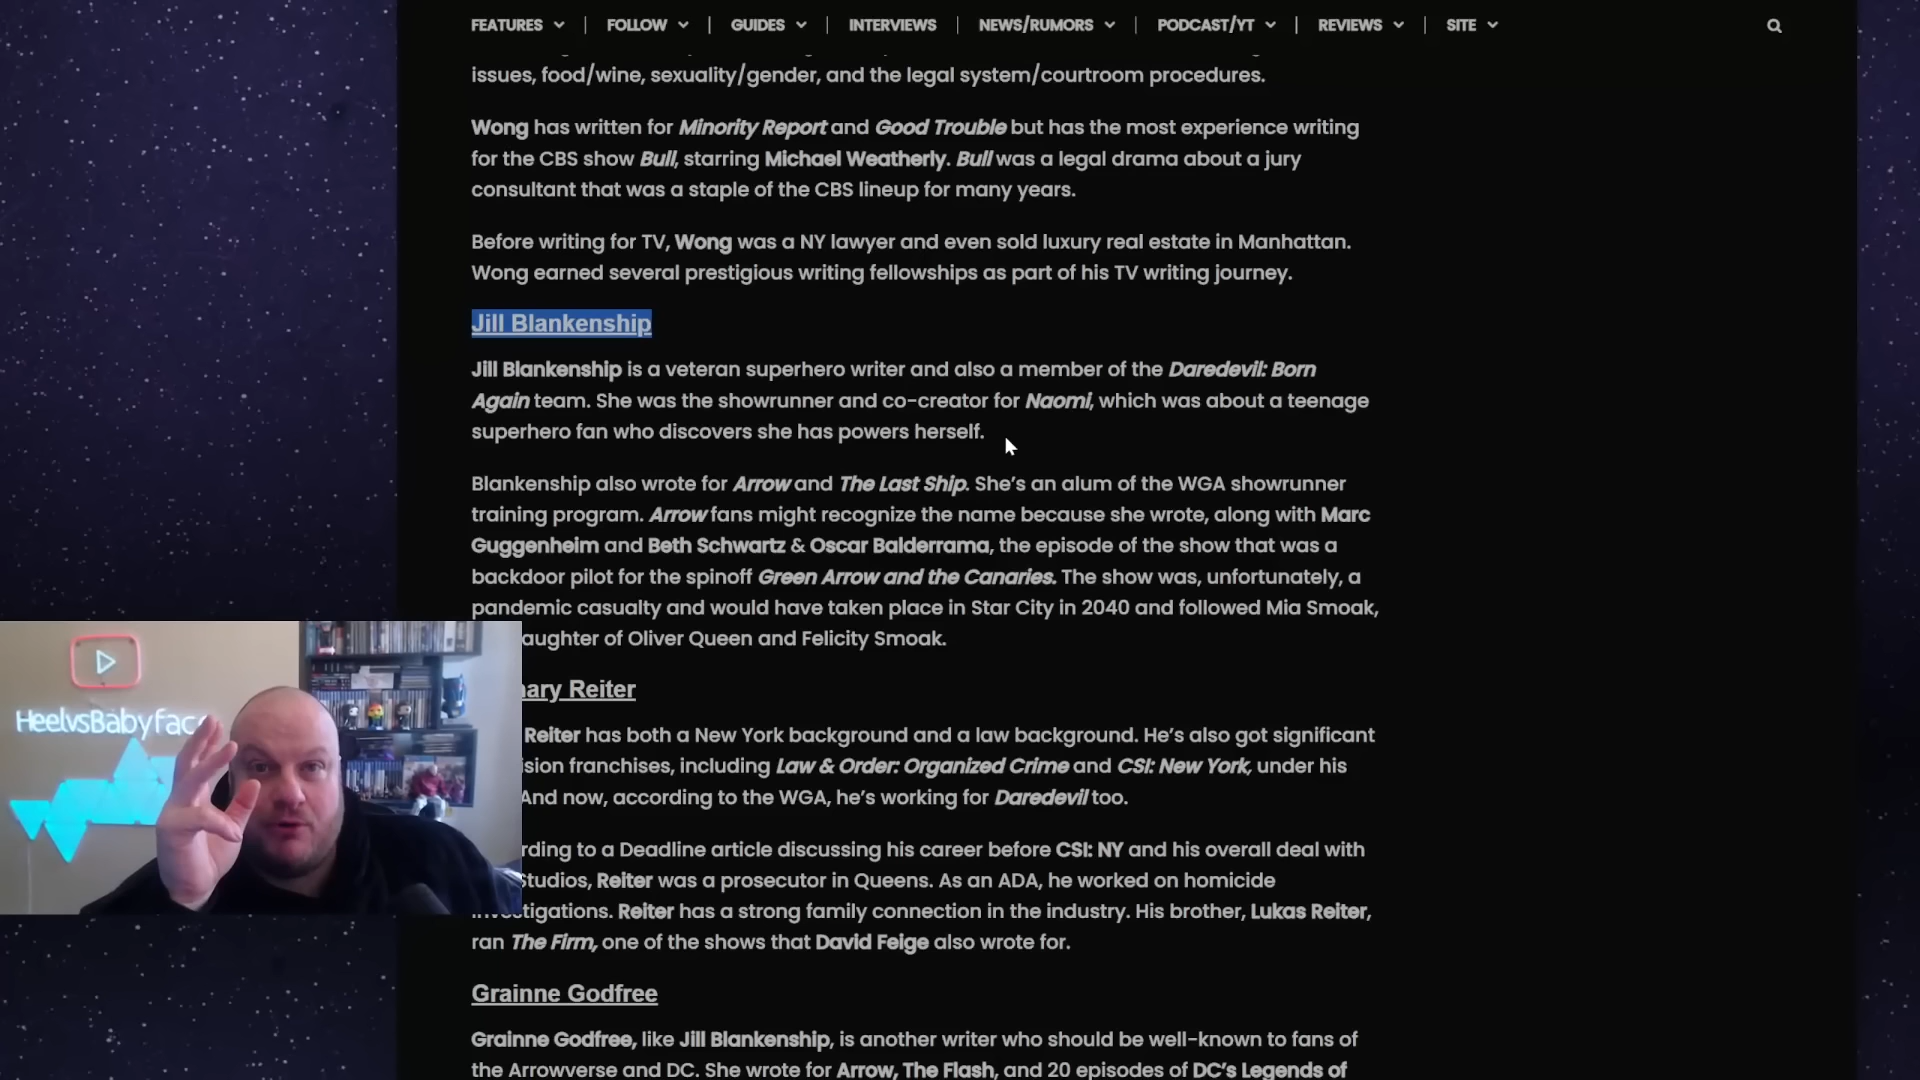 FEATURES
FOLLOW
GUIDES
INTERVIEWS
NEWS/RUMORS
PODCAST/YT
REVIEWS
SITE
issues, food/wine, sexuality/gender, and the legal system/courtroom procedures.
Wong has written for Minority Report and Good Trouble but has the most experience writing
for the CBS show Bull, starring Michael Weatherly. Bull was a legal drama about a jury
consultant that was a staple of the CBS lineup for many years.
Before writing for TV, Wong was a NY lawyer and even sold luxury real estate in Manhattan.
Wong earned several prestigious writing fellowships as part of his TV writing journey.
Jill Blankenship
Jill Blankenship is a veteran superhero writer and also a member of the Daredevil: Born
Again team. She was the showrunner and co-creator for Naomi, which was about a teenage
superhero fan who discovers she has powers herself.
Blankenship also wrote for Arrow and The Last Ship. She's an alum of the WGA showrunner
training program. Arrow fans might recognize the name because she wrote, along with Marc
Guggenheim and Beth Schwartz & Oscar Balderrama, the episode of the show that was a
backdoor pilot for the spinoff Green Arrow and the Canaries. The show was, unfortunately, a
pandemic casualty and would have taken place in Star City in 2040 and followed Mia Smoak,
aughter of Oliver Queen and Felicity Smoak.
ary Reiter
Reiter has both a New York background and a law background. He's also got significant
ision franchises, including Law & Order: Organized Crime and CSI: New York, under his
And now, according to the WGA, he's working for Daredevil too.
rding to a Deadline article discussing his career before CSI: NY and his overall deal with
Studios, Reiter was a prosecutor in Queens. As an ADA, he worked on homicide
investigations. Reiter has a strong family connection in the industry. His brother, Lukas Reiter,
ran The Firm, one of the shows that David Feige also wrote for.
Grainne Godfree
Grainne Godfree, like Jill Blankenship, is another writer who should be well-known to fans of
the Arrowverse and DC. She wrote for Arrow, The Flash, and 20 episodes of DC's Legends of
HeelvsBabyfac